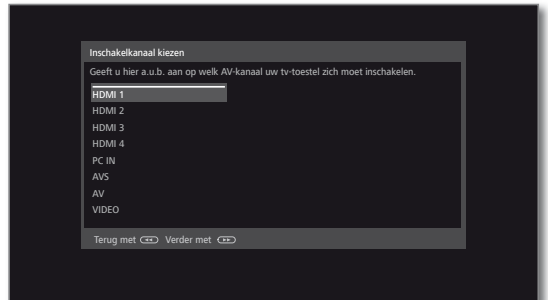 Inschakelkanaal kiezen
Geeft u hier a.u.b. aan op welk AV-kanaal uw tv-toestel zich moet inschakelen.
HDMI 1
HDMI 2
HDMI 3
HDMI 4
PC IN
AVS
AV
VIDEO
Terug met Verder met